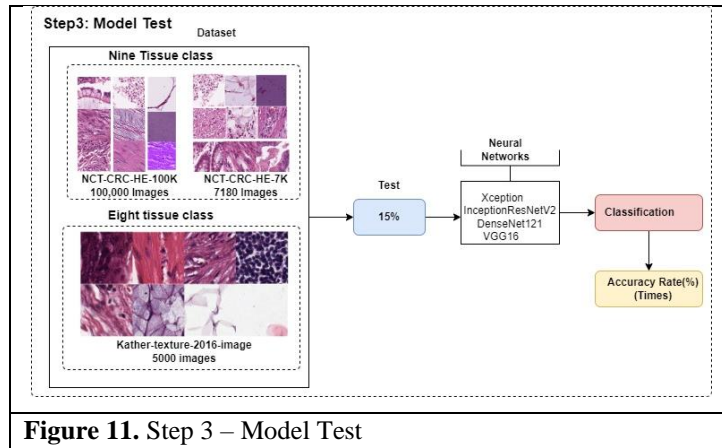 Step3: Model Test
Dataset
Nine Tissue class
NCT-CRC-HE-100K
100,000 Images
NCT-CRC-HE-7K
7180 Images
Eight tissue class
Kather-texture-2016-image
5000 images
Test
15%
Neural
Networks
Xception
InceptionResNetV2
DenseNet121
VGG16
Classification
Accuracy Rate(%)
(Times)
Figure 11. Step 3 – Model Test